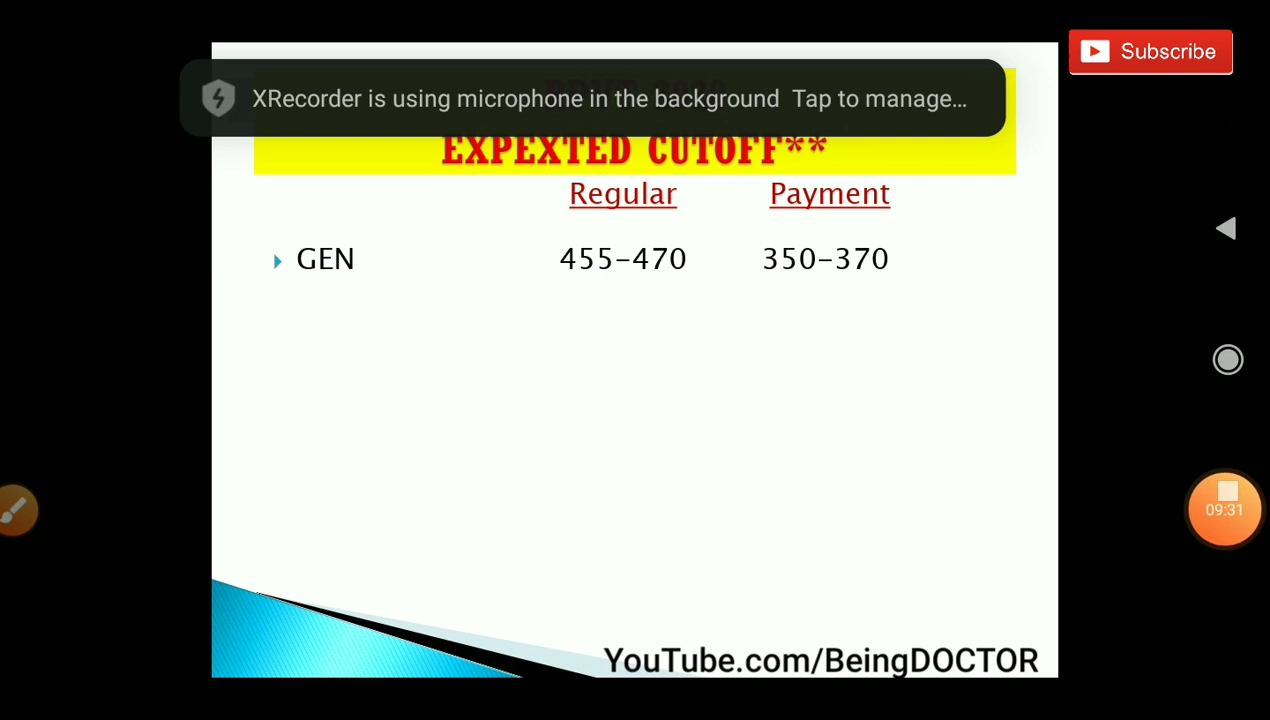 Subscribe
XRecorder is using microphone in the background Tap to manage...
EXPEXTED CUTOFF**
Regular Payment
GEN 455-470 350-370
09:31
YouTube.com/BeingDOCTOR